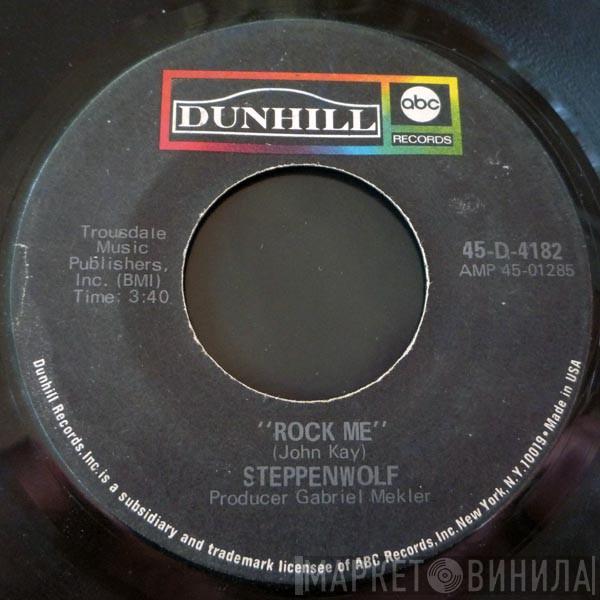 DUNHILL
abc
RECORDS
Trousdale
Music
Publishers,
Inc. (BMI)
Time: 3:40
45-D-4182
AMP 45-01285
"ROCK ME"
(John Kay)
STEPPENWOLF
Producer Gabriel Mekler
Dunhill Records, Inc. is a subsidiary and trademark licensee of ABC Records, Inc. New York, N.Y. 10019 • Made in USA
МАРКЕТ ВИНИЛА